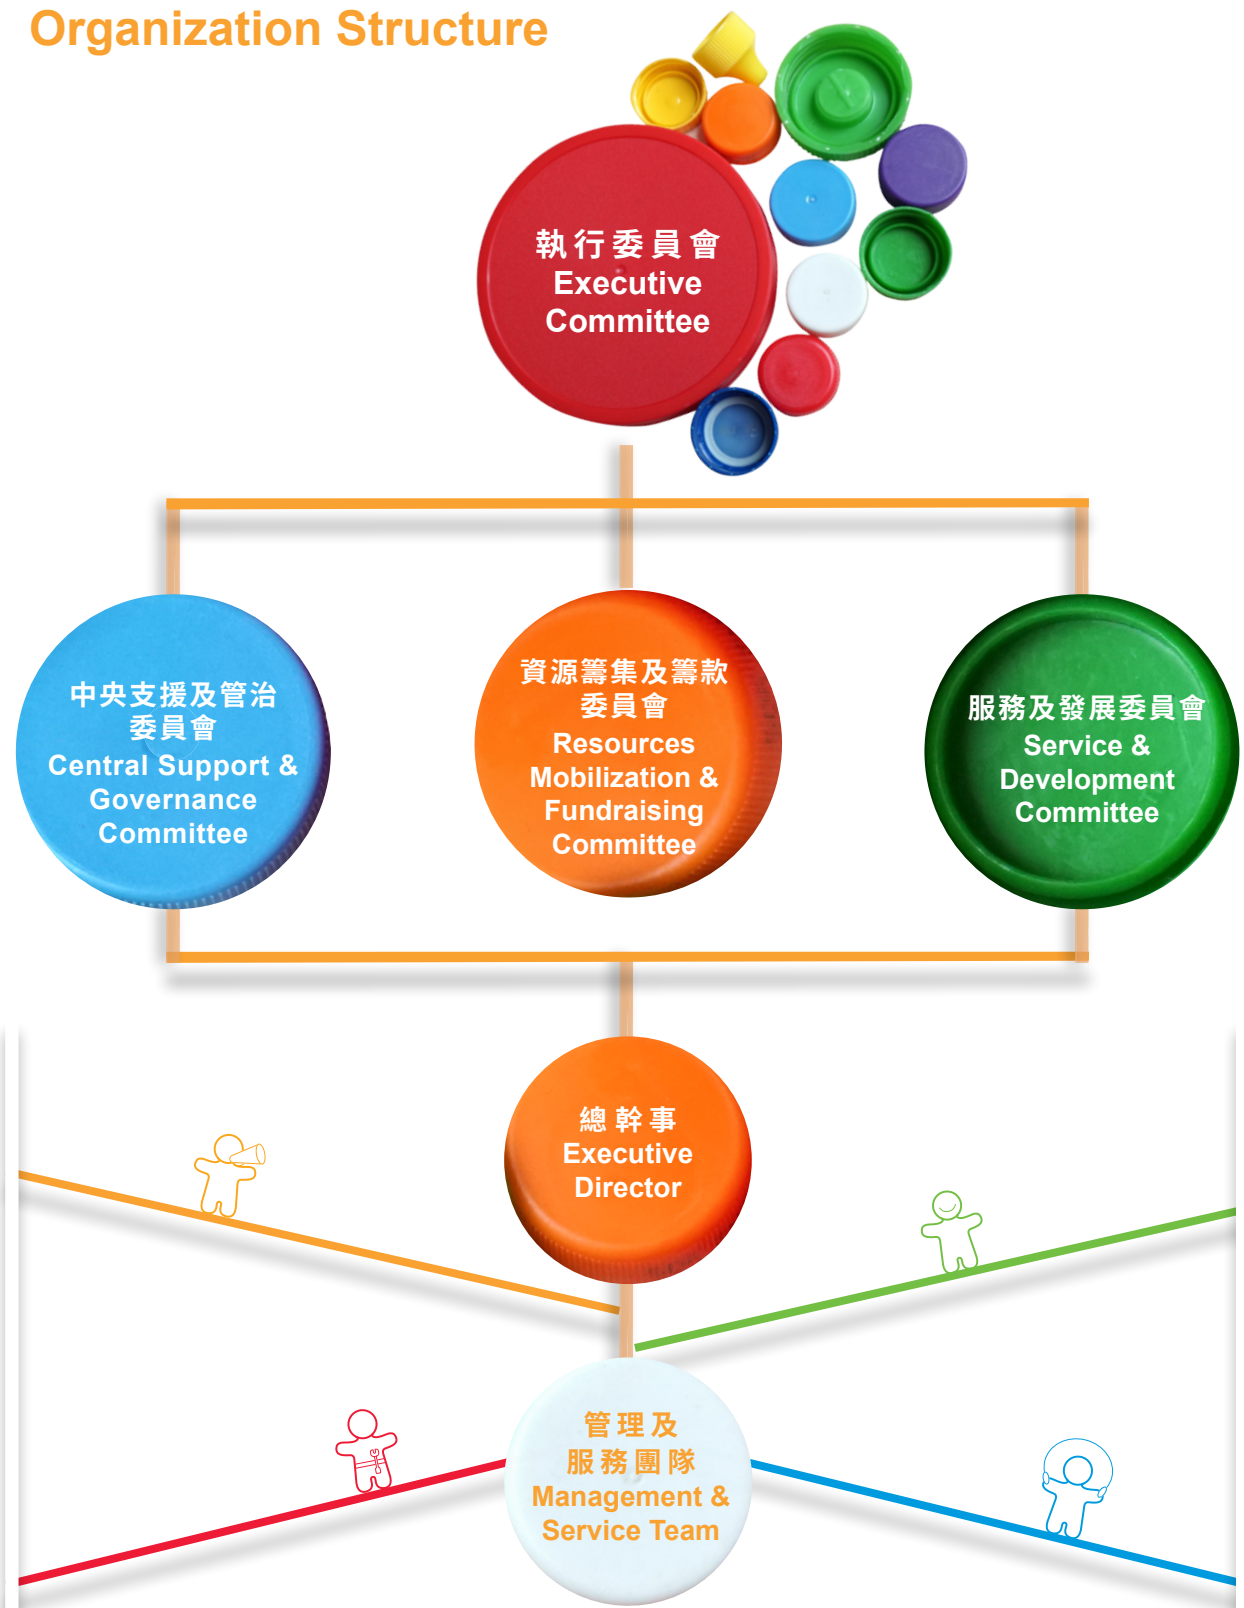 Organization Structure
執行委員會
Executive
Committee
中央支援及管治
委員會
Central Support &
Governance
Committee
資源籌集及籌款
委員會
Resources
Mobilization &
Fundraising
Committee
服務及發展委員會
Service &
Development
Committee
總幹事
Executive
Director
管理及
服務團隊
Management &
Service Team